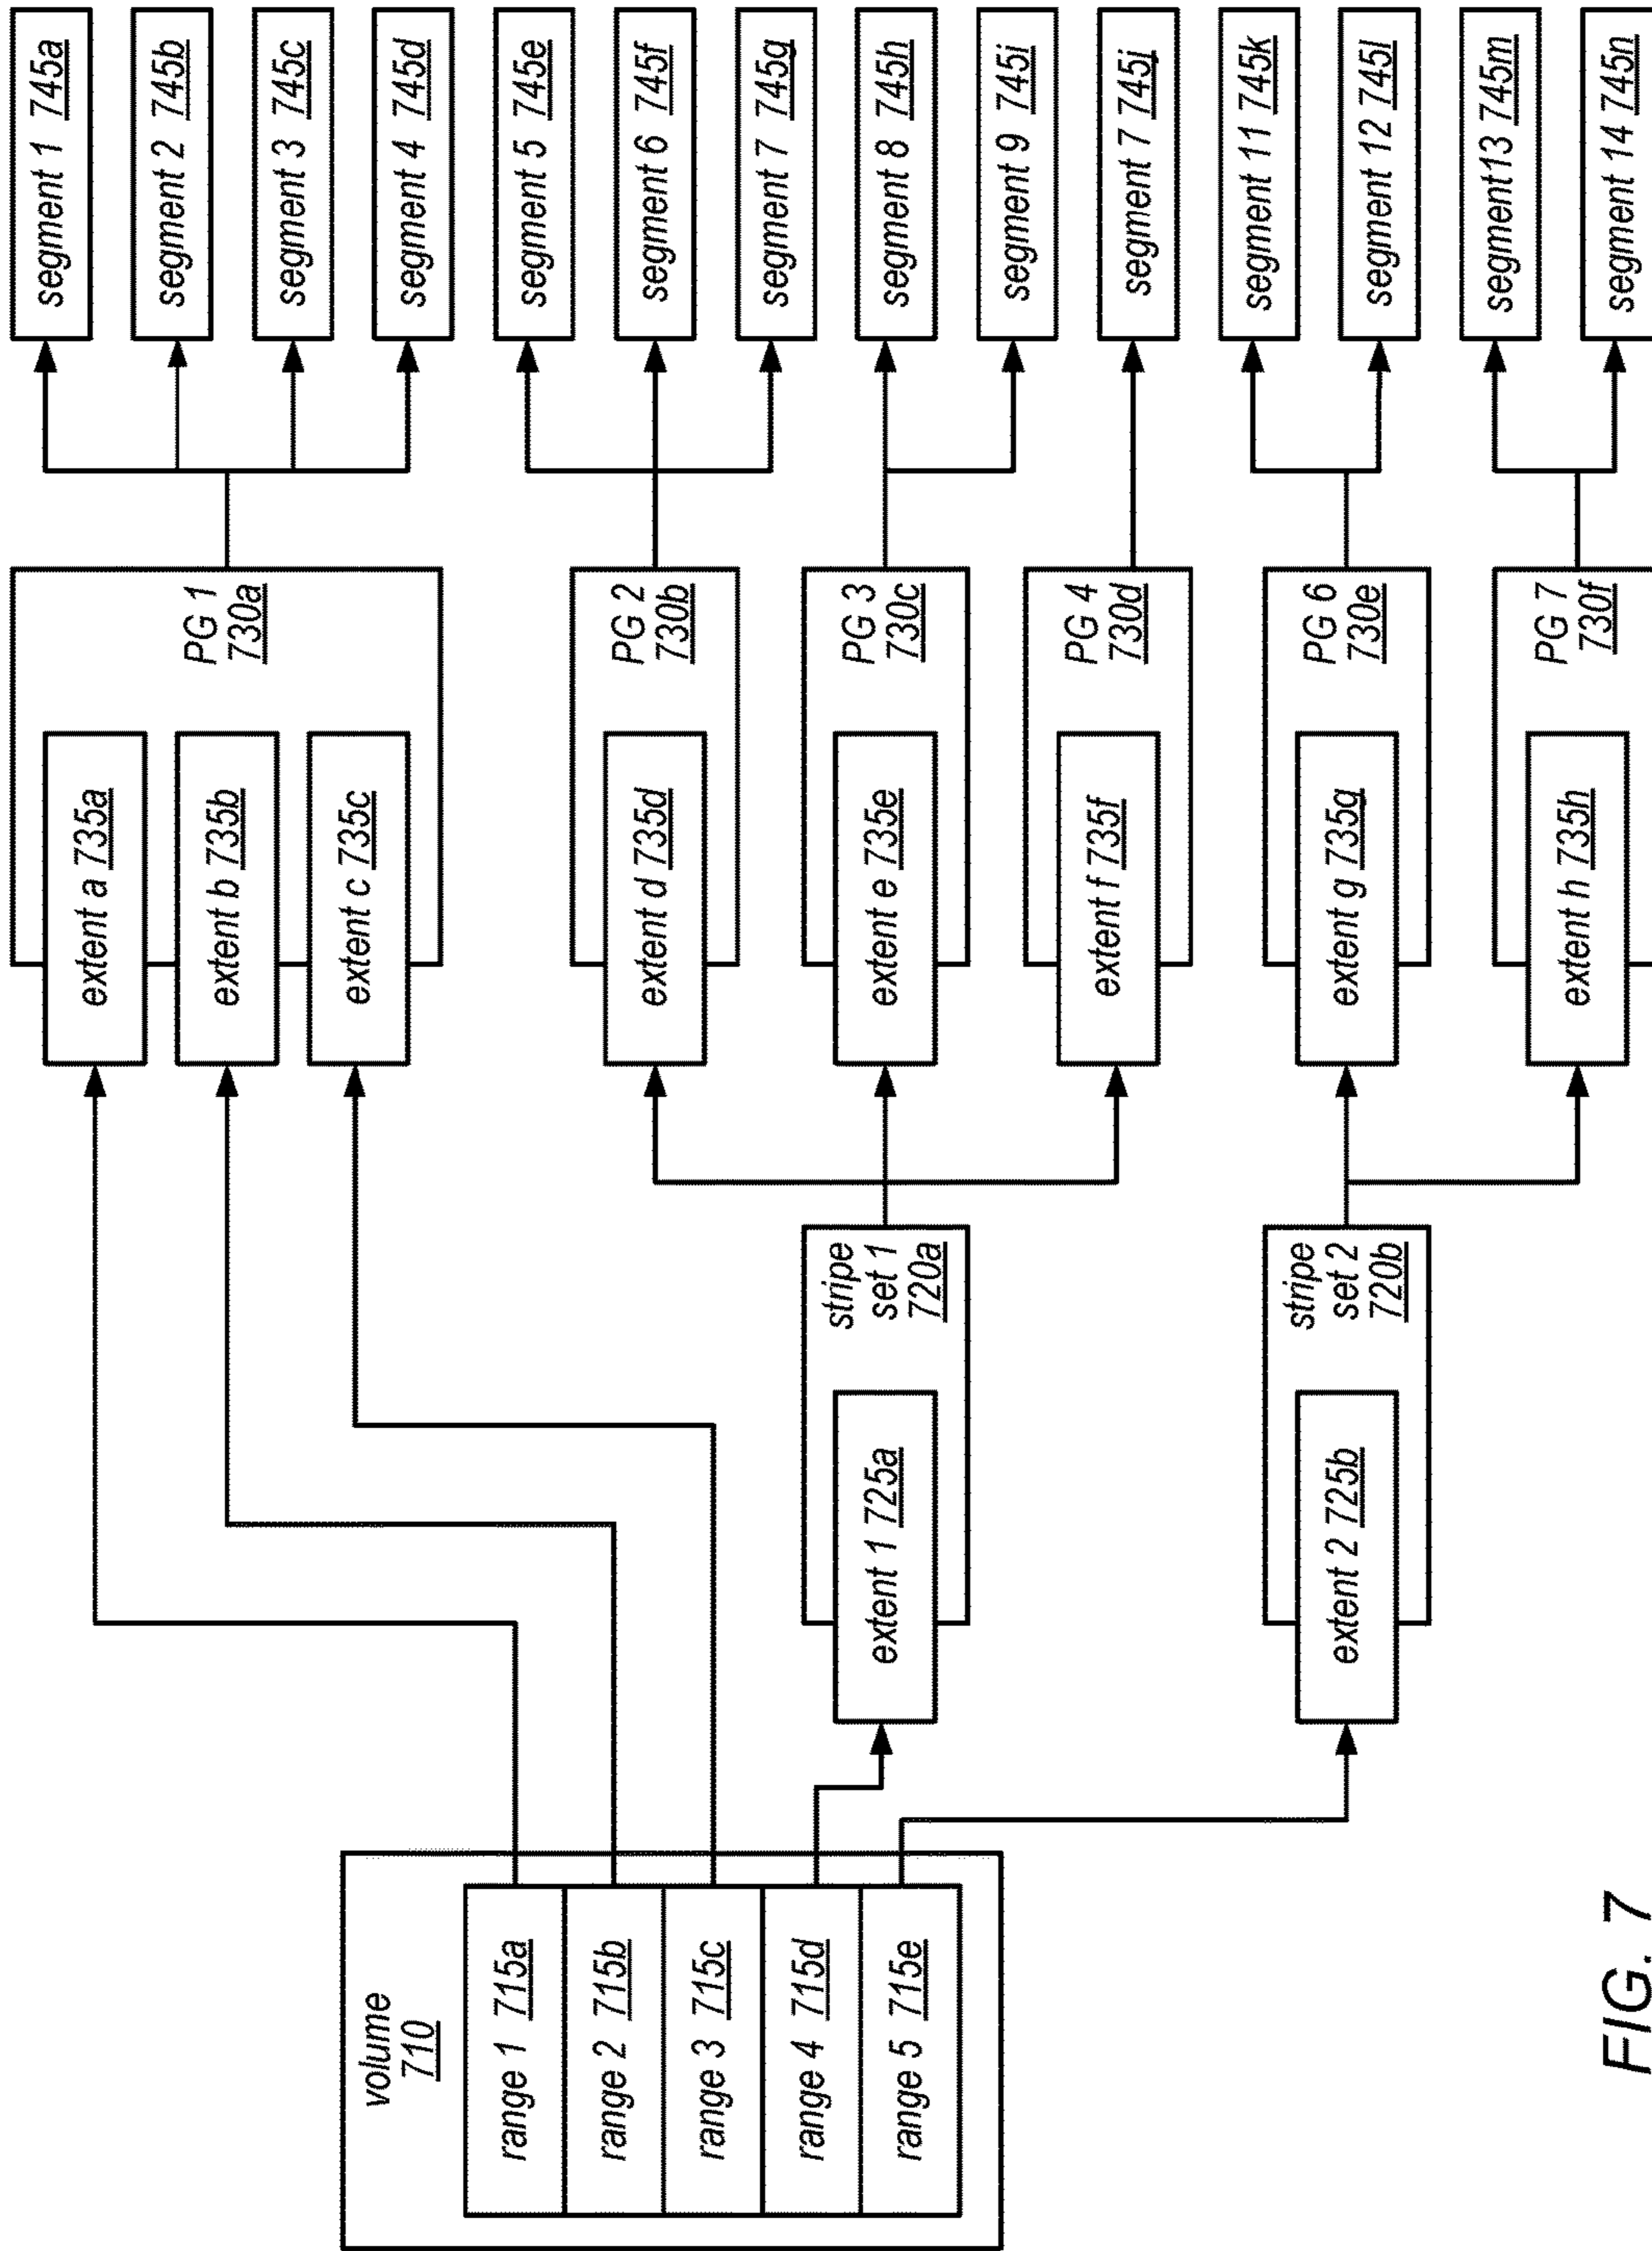 volume
710
range 1 715a
range 2 715b
range 3 715c
range 4 715d
range 5 715e
extent 1 725a
stripe
set 1
720a
extent 2 725b
stripe
set 2
720b
extent a 735a
extent b 735b
extent c 735c
PG 1
730a
extent d 735d
PG 2
730b
extent e 735e
PG 3
730c
extent f 735f
PG 4
730d
extent g 735g
PG 6
730e
extent h 735h
PG 7
730f
segment 1 745a
segment 2 745b
segment 3 745c
segment 4 745d
segment 5 745e
segment 6 745f
segment 7 745g
segment 8 745h
segment 9 745i
segment 7 745j
segment 11 745k
segment 12 745l
segment13 745m
segment 14 745n
FIG. 7